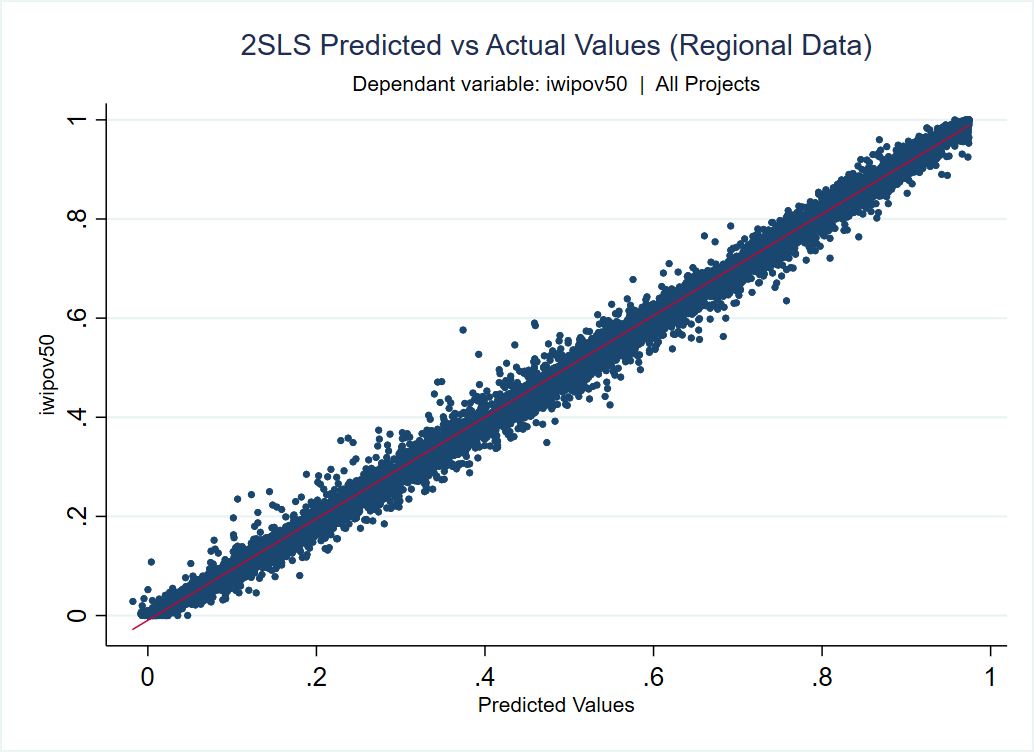 2SLS Predicted vs Actual Values (Regional Data)
Dependant variable: iwipov50 | All Projects
iwipov50
1
.8
.6
.4
.2
0
0 .2 .4 .6 .8 1
Predicted Values